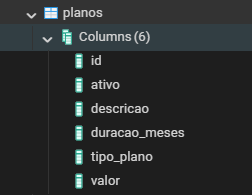 planos
Columns (6)
id
ativo
descricao
duracao_meses
tipo_plano
valor